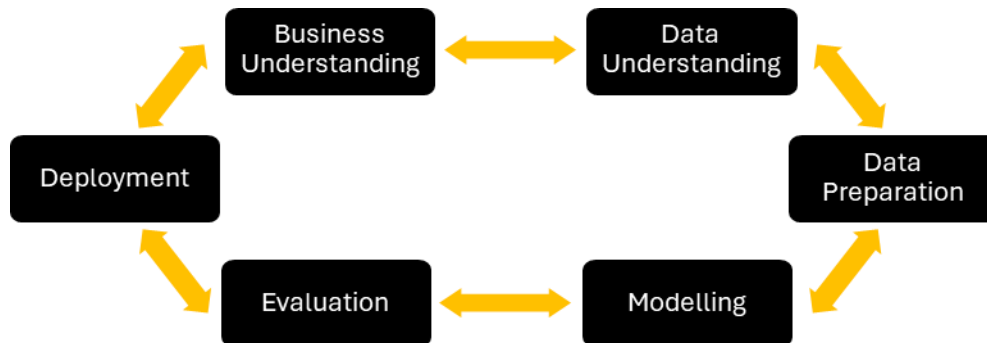 Business
Understanding
Data
Understanding
Deployment
Data
Preparation
Evaluation
Modelling